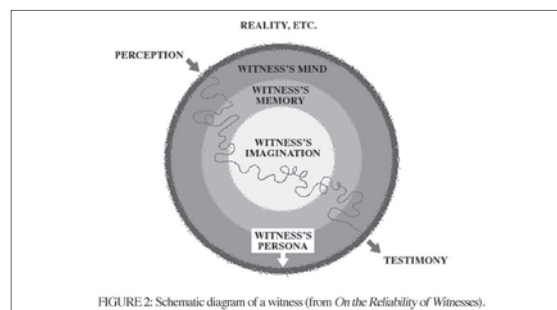 REALITY, ETC.
PERCEPTION
WITNESS'S MIND
WITNESS'S
MEMORY
WITNESS'S
IMAGINATION
WITNESS'S
PERSONA
TESTIMONY
FIGURE 2: Schematic diagram of a witness (from On the Reliability of Witnesses).